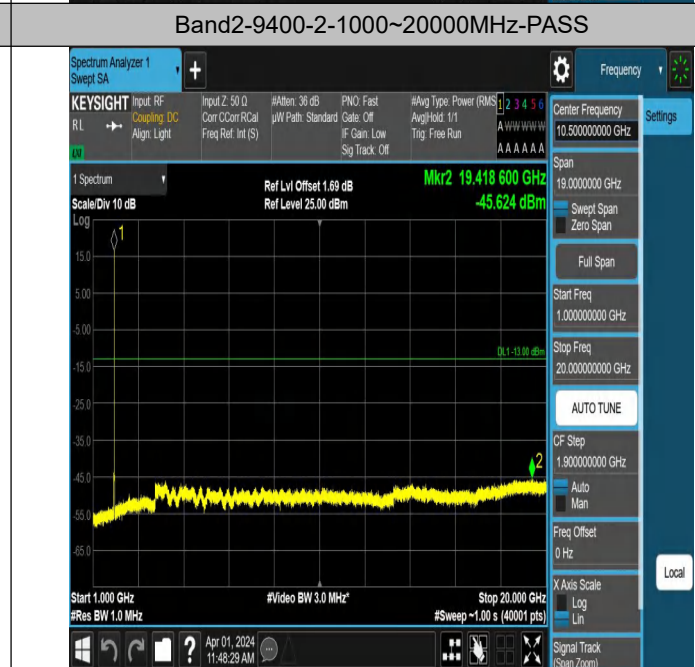 Band2-9400-2-1000~20000MHz-PASS
Spectrum Analyzer 1
Swept SA
Frequency
KEYSIGHT
RL
Input: RF
Coupling: DC
Align: Light
Input Z: 50 Ω
Corr CCorr RCal
Freq Ref: Int (S)
#Atten: 36 dB
µW Path: Standard
PNO: Fast
Gate: Off
IF Gain: Low
Sig Track: Off
#Avg Type: Power (RMS
Avg|Hold: 1/1
Trig: Free Run
1 2 3 4 5 6
A W W W W W
A A A A A A
1 Spectrum
Scale/Div 10 dB
Log
Ref Lvl Offset 1.69 dB
Ref Level 25.00 dBm
Mkr2 19.418 600 GHz
-45.624 dBm
1
15.0
5.00
-5.00
DL1 -13.00 dBm
-15.0
-25.0
-35.0
2
-45.0
-55.0
-65.0
Start 1.000 GHz
#Res BW 1.0 MHz
#Video BW 3.0 MHz*
Stop 20.000 GHz
#Sweep ~1.00 s (40001 pts)
Apr 01, 2024
11:48:29 AM
Center Frequency
10.500000000 GHz
Settings
Span
19.0000000 GHz
Swept Span
Zero Span
Full Span
Start Freq
1.000000000 GHz
Stop Freq
20.000000000 GHz
AUTO TUNE
CF Step
1.900000000 GHz
Auto
Man
Freq Offset
0 Hz
X Axis Scale
Log
Lin
Local
Signal Track
(Span Zoom)